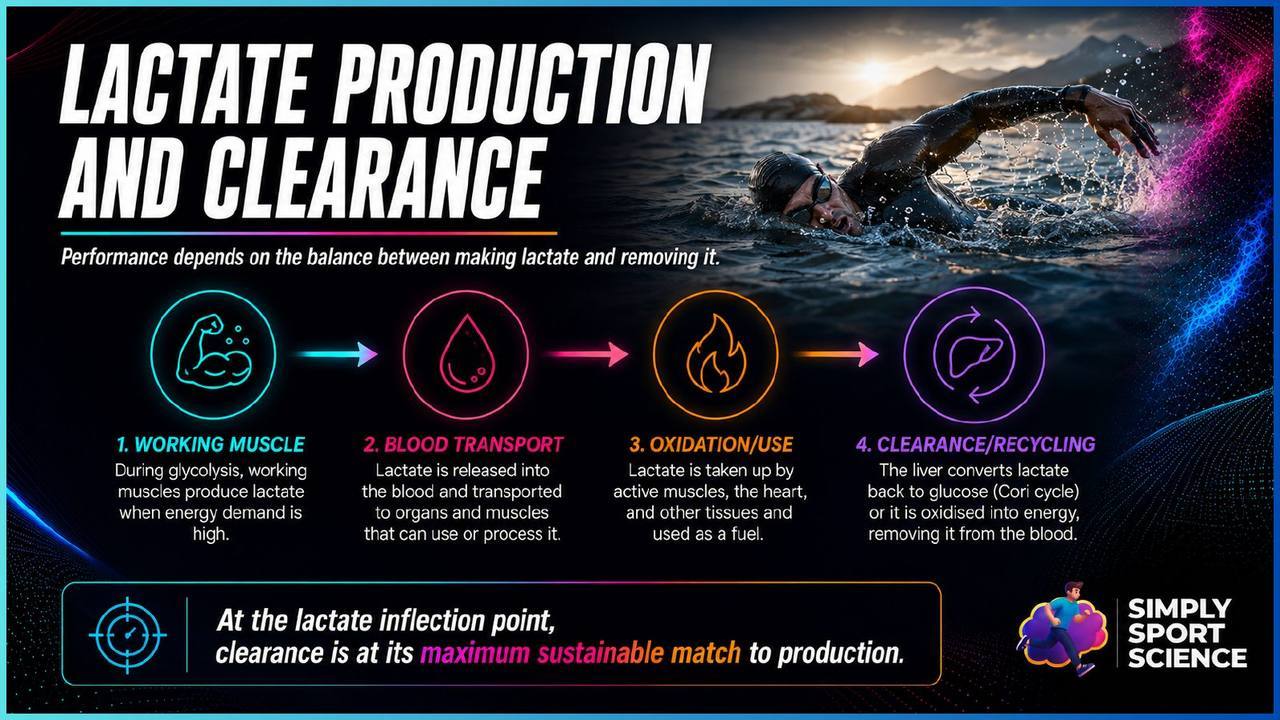 LACTATE PRODUCTION
AND CLEARANCE
Performance depends on the balance between making lactate and removing it.
1. WORKING MUSCLE
During glycolysis, working
muscles produce lactate
when energy demand is
high.
2. BLOOD TRANSPORT
Lactate is released into
the blood and transported
to organs and muscles
that can use or process it.
3. OXIDATION/USE
Lactate is taken up by
active muscles, the heart,
and other tissues and
used as a fuel.
4. CLEARANCE/RECYCLING
The liver converts lactate
back to glucose (Cori cycle)
or it is oxidised into energy,
removing it from the blood.
At the lactate inflection point,
clearance is at its maximum sustainable match to production.
SIMPLY
SPORT
SCIENCE